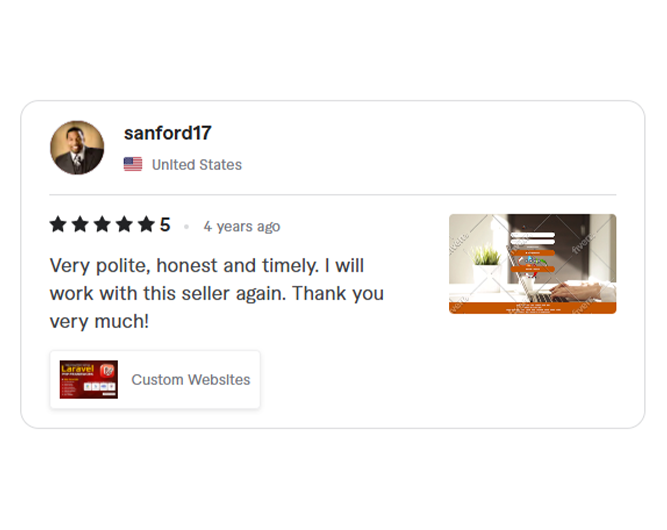 sanford17
United States
5
4 years ago
Very polite, honest and timely. I will
work with this seller again. Thank you
very much!
Laravel
Custom Websites